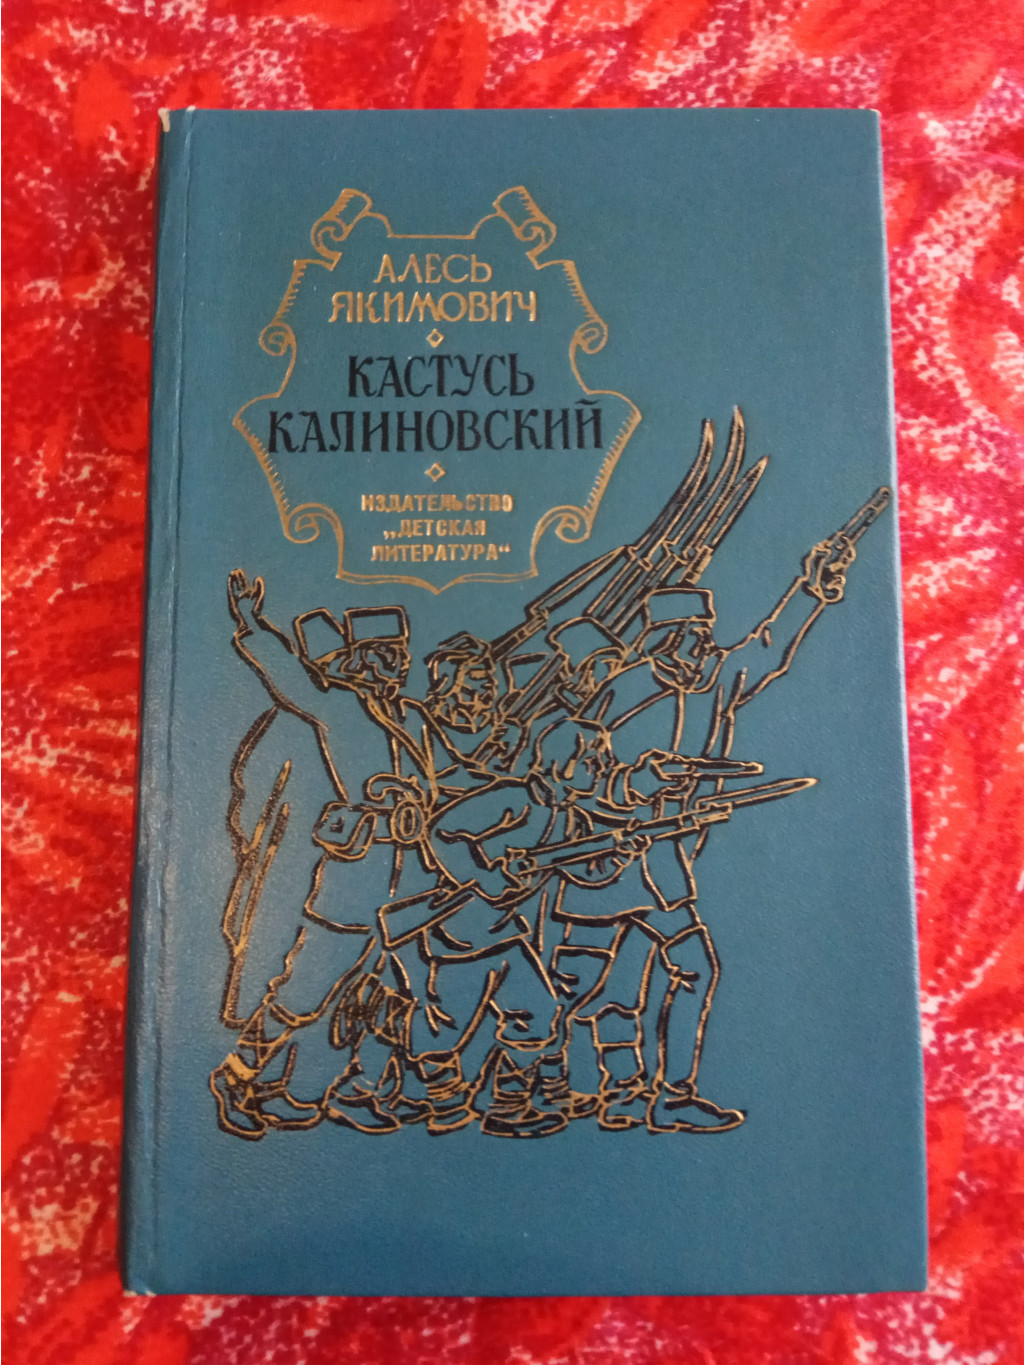 АЛЕСЬ
ЯКИМОВИЧ
КАСТУСЬ
КАЛИНОВСКИЙ
ИЗДАТЕЛЬСТВО
„ДЕТСКАЯ
ЛИТЕРАТУРА“